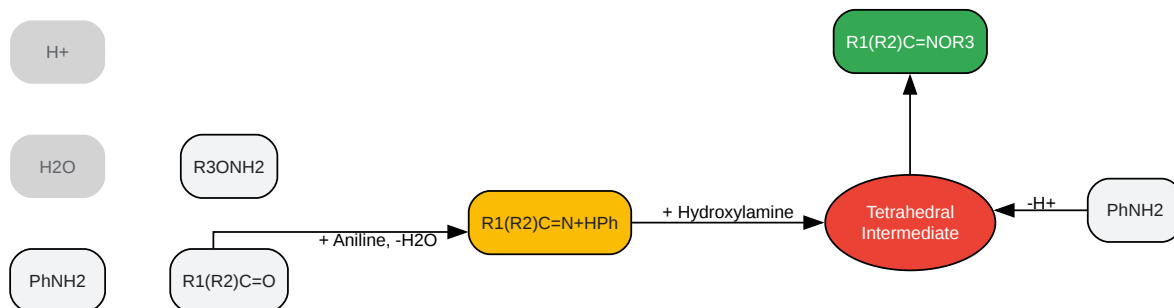 H+
R1(R2)C=NOR3
H2O
R3ONH2
R1(R2)C=N+HPh
+ Hydroxylamine
Tetrahedral
Intermediate
-H+
PhNH2
+ Aniline, -H2O
PhNH2
R1(R2)C=O